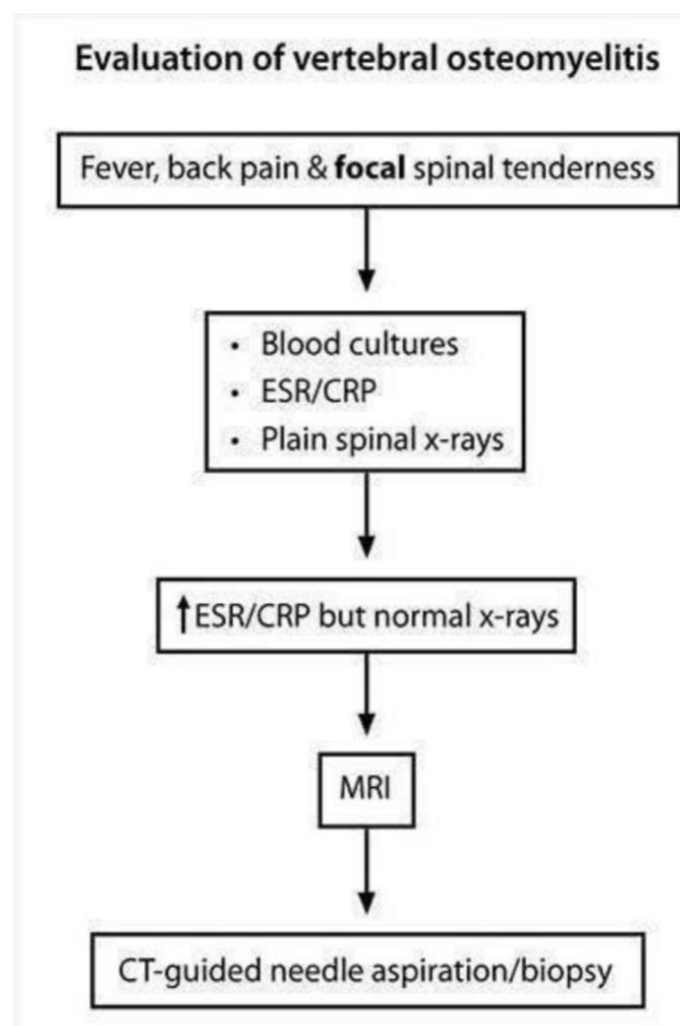 Evaluation of vertebral osteomyelitis
Fever, back pain & focal spinal tenderness
• Blood cultures
• ESR/CRP
• Plain spinal x-rays
↑ESR/CRP but normal x-rays
MRI
CT-guided needle aspiration/biopsy